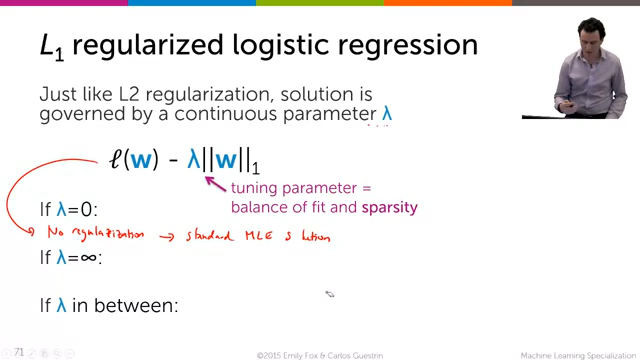 L1 regularized logistic regression
Just like L2 regularization, solution is
governed by a continuous parameter λ
ℓ(w) - λ||w||1
tuning parameter =
balance of fit and sparsity
If λ=0:
No regularization → standard MLE s lution
If λ=∞:
If λ in between:
71
©2015 Emily Fox & Carlos Guestrin
Machine Learning Specialization